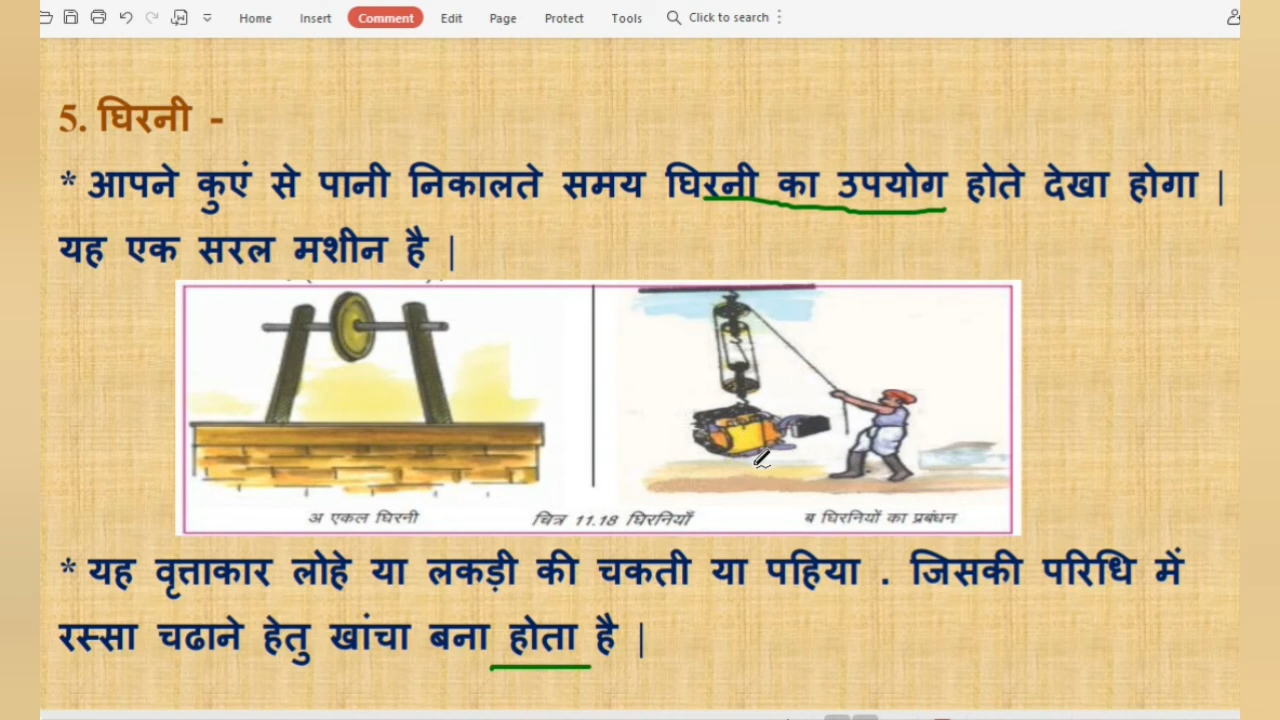 Home Insert Comment Edit Page Protect Tools Click to search
5. घिरनी -
* आपने कुएं से पानी निकालते समय घिरनी का उपयोग होते देखा होगा |
यह एक सरल मशीन है |
अ एकल घिरनी चित्र 11.18 घिरनियाँ ब घिरनियों का प्रबंधन
* यह वृत्ताकार लोहे या लकड़ी की चकती या पहिया . जिसकी परिधि में
रस्सा चढाने हेतु खांचा बना होता है |